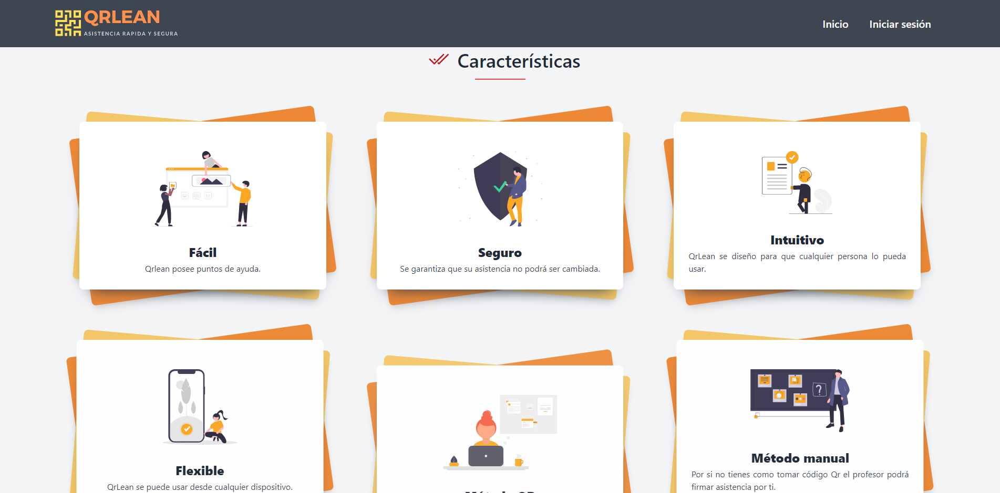 QRLEAN
ASISTENCIA RAPIDA Y SEGURA
Inicio
Iniciar sesión
Características
Fácil
Qrlean posee puntos de ayuda.
Seguro
Se garantiza que su asistencia no podrá ser cambiada.
Intuitivo
QrLean se diseño para que cualquier persona lo pueda
usar.
Flexible
QrLean se puede usar desde cualquier dispositivo.
Método QR
Método manual
Por si no tienes como tomar código Qr el profesor podrá
firmar asistencia por ti.
?